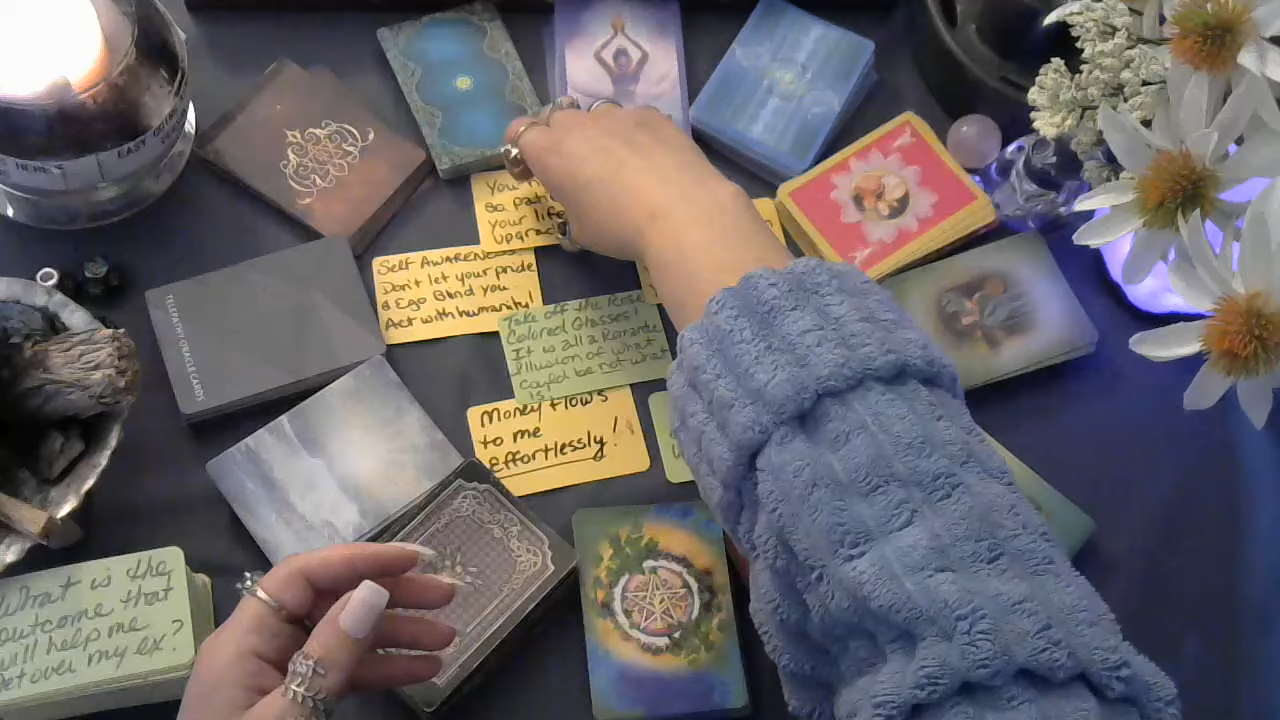 EASY
You
be pati
your life
upgrad
Self AWARENESS
Don't let your pride
& Ego Blind you
Act with humanity!
Take off the Rose
Colored Glasses!
It is all a Romantic
Illusion of what
could be not what
is
Money flows
to me
Effortlessly!
TELEPATHY ORACLE CARDS
What is the
outcome that
will help me
get over my ex?